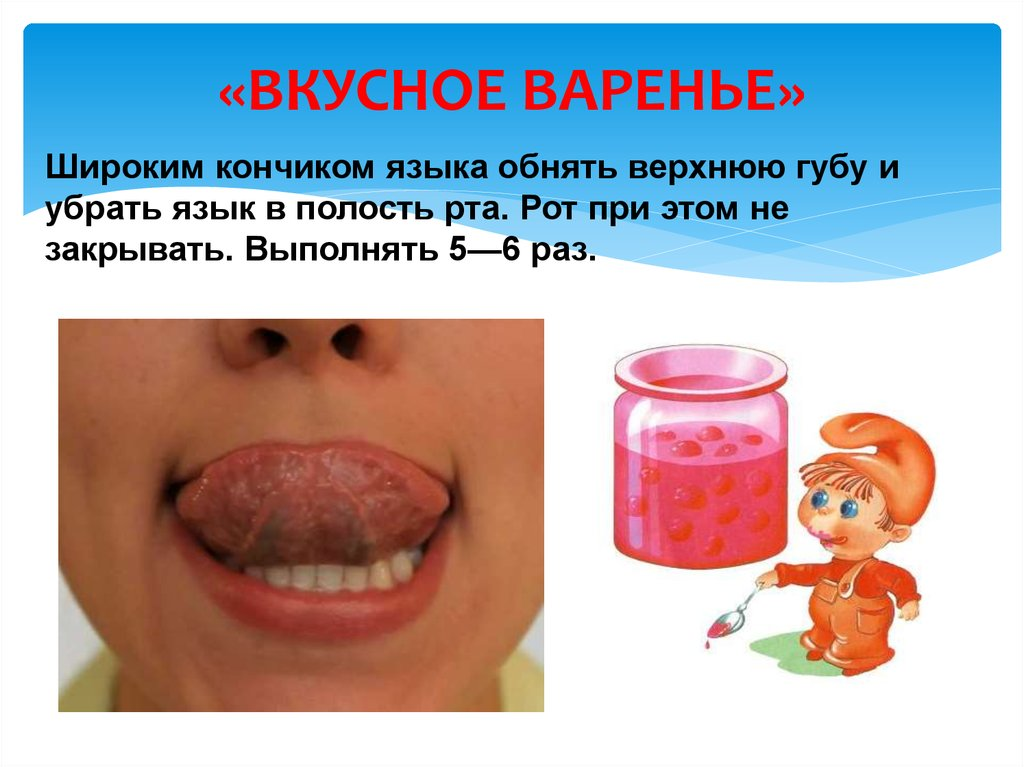 «ВКУСНОЕ ВАРЕНЬЕ»
Широким кончиком языка обнять верхнюю губу и
убрать язык в полость рта. Рот при этом не
закрывать. Выполнять 5—6 раз.